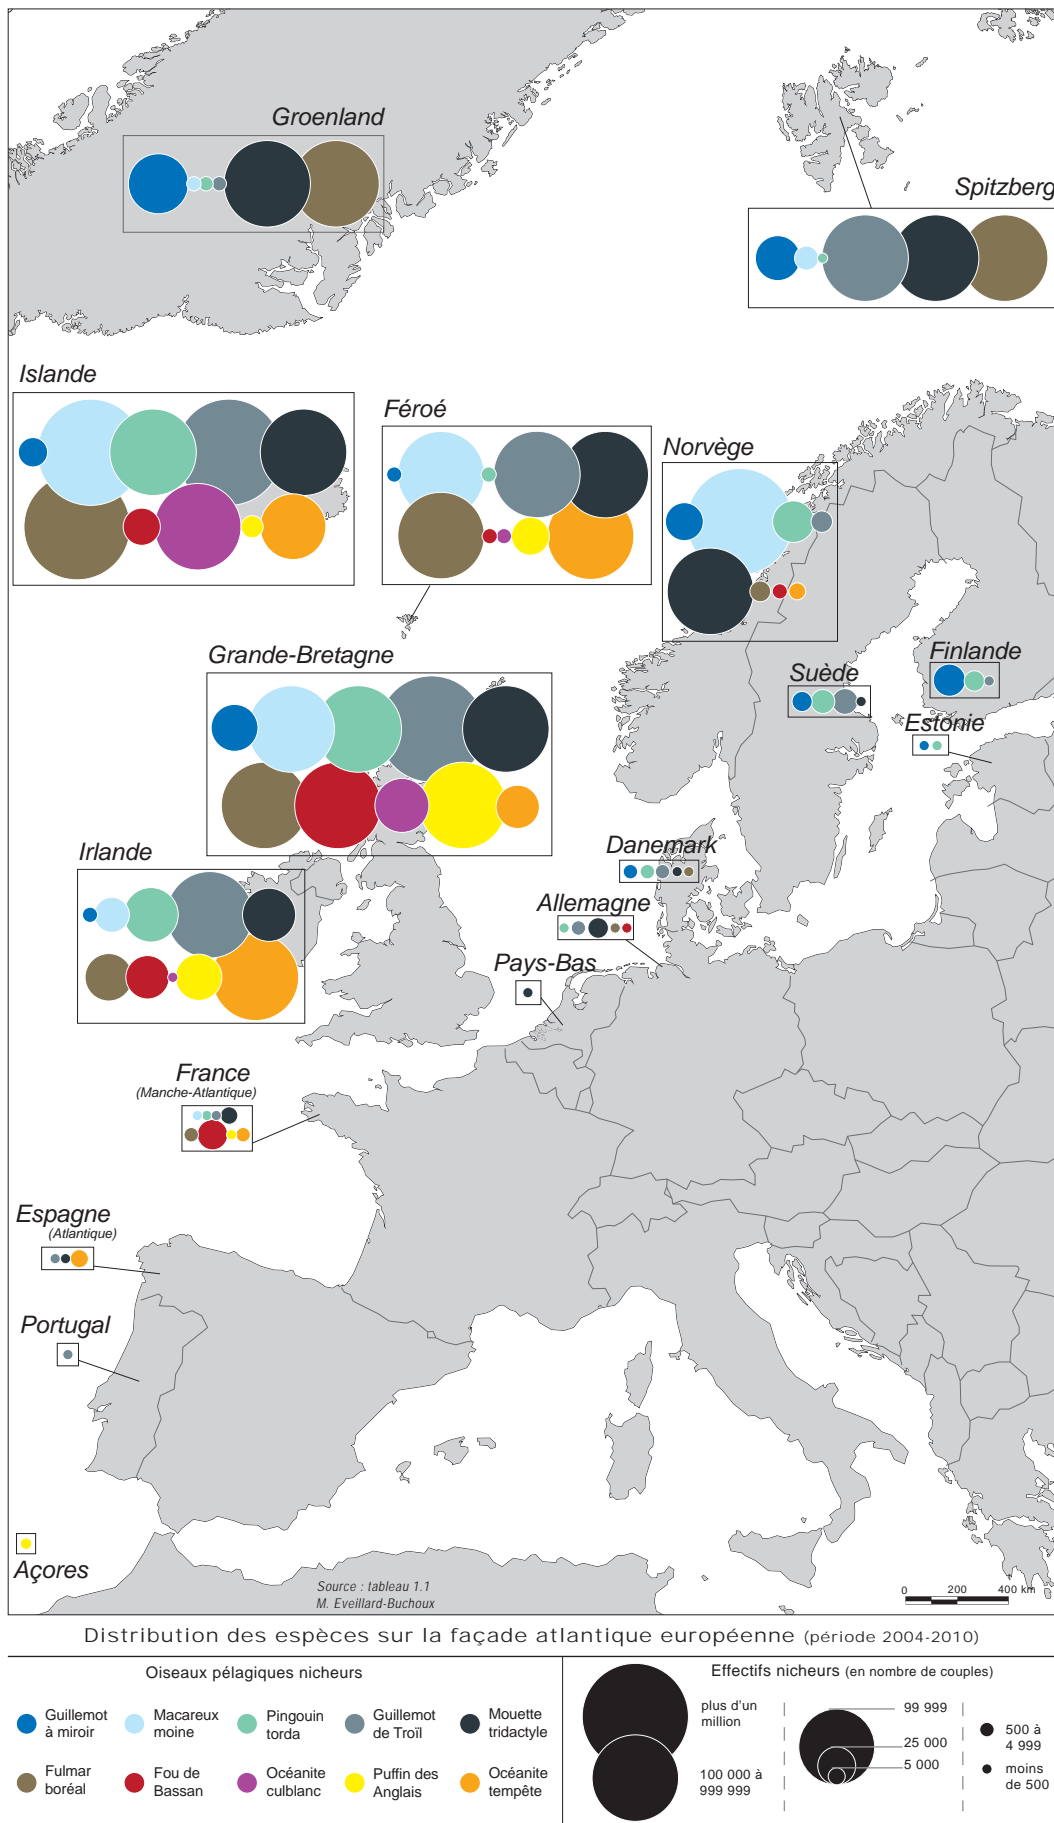 Groenland
Spitzberg
Islande
Féroé
Norvège
Grande-Bretagne
Finlande
Suède
Estonie
Danemark
Irlande
Allemagne
Pays-Bas
France
(Manche-Atlantique)
Espagne
(Atlantique)
Portugal
Açores
Source : tableau 1.1
M. Eveillard-Buchoux
0 200 400 km
Distribution des espèces sur la façade atlantique européenne (période 2004-2010)
Oiseaux pélagiques nicheurs
Guillemot
à miroir
Macareux
moine
Pingouin
torda
Guillemot
de Troïl
Mouette
tridactyle
Fulmar
boréal
Fou de
Bassan
Océanite
culblanc
Puffin des
Anglais
Océanite
tempête
Effectifs nicheurs (en nombre de couples)
plus d'un
million
100 000 à
999 999
99 999
25 000
5 000
500 à
4 999
moins
de 500